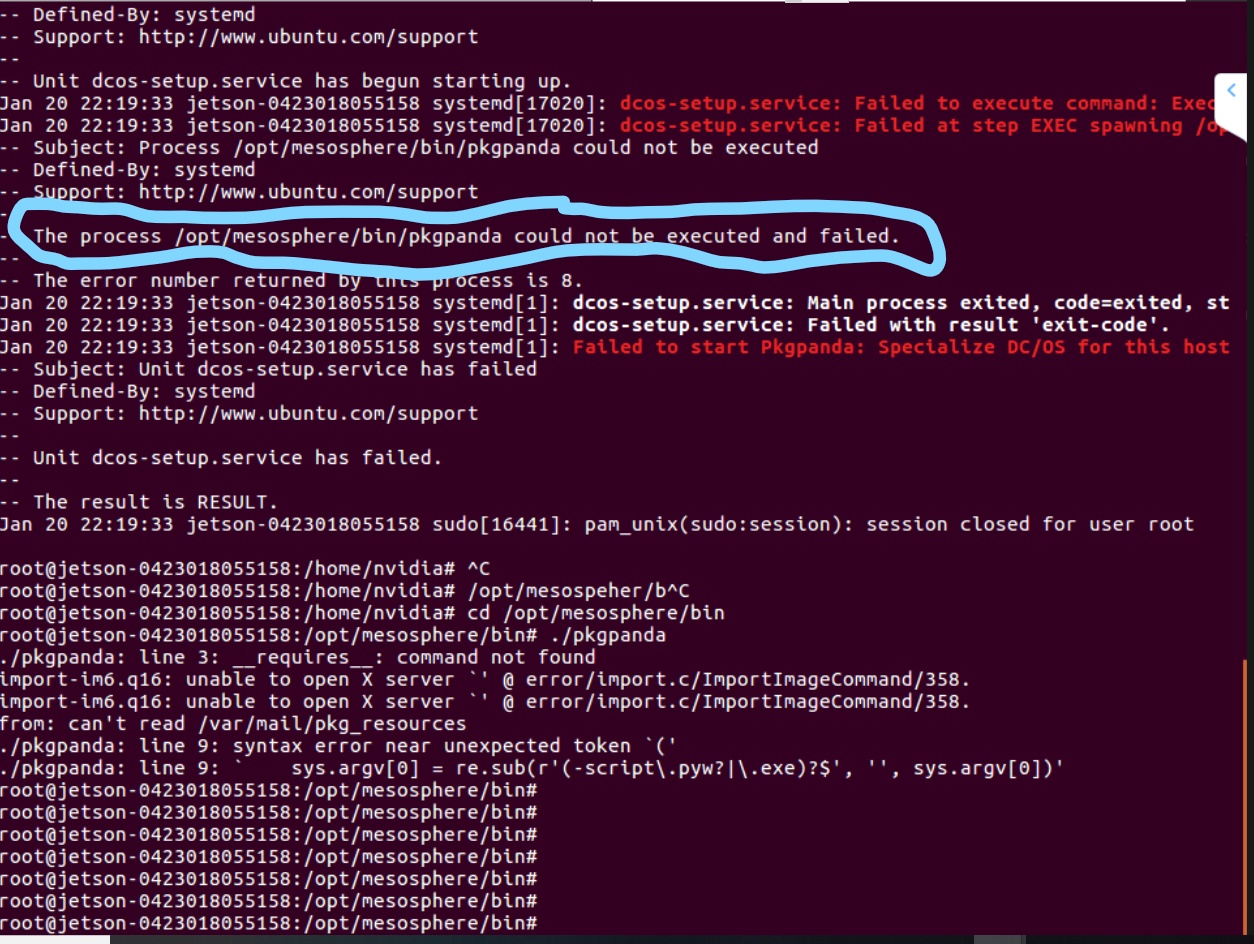 -- Defined-By: systemd
-- Support: http://www.ubuntu.com/support
--
-- Unit dcos-setup.service has begun starting up.
Jan 20 22:19:33 jetson-0423018055158 systemd[17020]: dcos-setup.service: Failed to execute command: Exec
Jan 20 22:19:33 jetson-0423018055158 systemd[17020]: dcos-setup.service: Failed at step EXEC spawning /op
-- Subject: Process /opt/mesosphere/bin/pkgpanda could not be executed
-- Defined-By: systemd
-- Support: http://www.ubuntu.com/support
-
The process /opt/mesosphere/bin/pkgpanda could not be executed and failed.
--
-- The error number returned by this process is 8.
Jan 20 22:19:33 jetson-0423018055158 systemd[1]: dcos-setup.service: Main process exited, code=exited, st
Jan 20 22:19:33 jetson-0423018055158 systemd[1]: dcos-setup.service: Failed with result 'exit-code'.
Jan 20 22:19:33 jetson-0423018055158 systemd[1]: Failed to start Pkgpanda: Specialize DC/OS for this host
-- Subject: Unit dcos-setup.service has failed
-- Defined-By: systemd
-- Support: http://www.ubuntu.com/support
--
-- Unit dcos-setup.service has failed.
--
-- The result is RESULT.
Jan 20 22:19:33 jetson-0423018055158 sudo[16441]: pam_unix(sudo:session): session closed for user root
root@jetson-0423018055158:/home/nvidia# ^C
root@jetson-0423018055158:/home/nvidia# /opt/mesospeher/b^C
root@jetson-0423018055158:/home/nvidia# cd /opt/mesosphere/bin
root@jetson-0423018055158:/opt/mesosphere/bin# ./pkgpanda
./pkgpanda: line 3: __requires__: command not found
import-im6.q16: unable to open X server `' @ error/import.c/ImportImageCommand/358.
import-im6.q16: unable to open X server `' @ error/import.c/ImportImageCommand/358.
from: can't read /var/mail/pkg_resources
./pkgpanda: line 9: syntax error near unexpected token `('
./pkgpanda: line 9: `    sys.argv[0] = re.sub(r'(-script\.pyw?|\.exe)?$', '', sys.argv[0])'
root@jetson-0423018055158:/opt/mesosphere/bin#
root@jetson-0423018055158:/opt/mesosphere/bin#
root@jetson-0423018055158:/opt/mesosphere/bin#
root@jetson-0423018055158:/opt/mesosphere/bin#
root@jetson-0423018055158:/opt/mesosphere/bin#
root@jetson-0423018055158:/opt/mesosphere/bin#
root@jetson-0423018055158:/opt/mesosphere/bin#